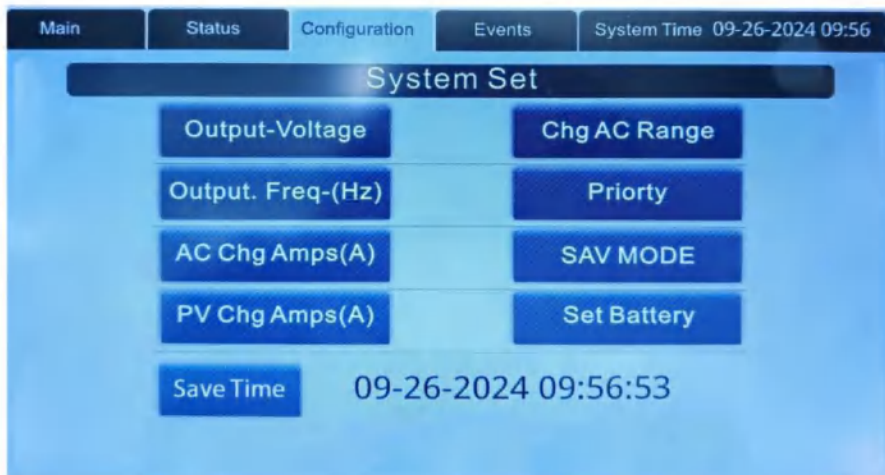 Main Status Configuration Events System Time 09-26-2024 09:56
System Set
Output-Voltage Chg AC Range
Output. Freq-(Hz) Priorty
AC Chg Amps(A) SAV MODE
PV Chg Amps(A) Set Battery
Save Time 09-26-2024 09:56:53